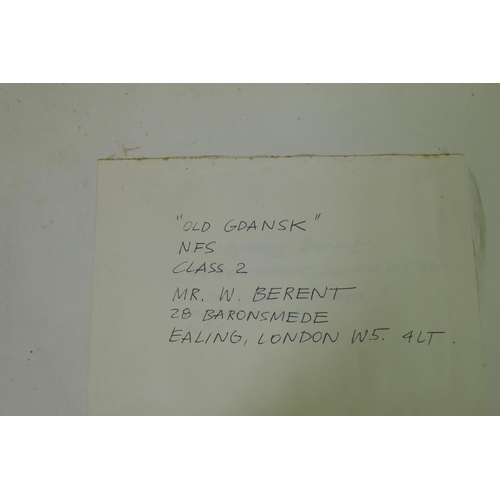 "OLD GDANSK"
NFS
CLASS 2
MR. W. BERENT
28 BARONSMEDE
EALING, LONDON W5. 4LT.